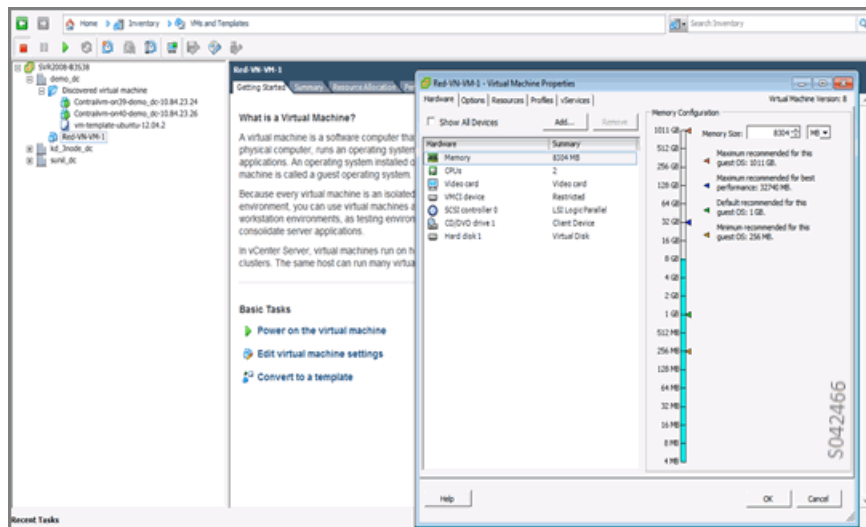 Home
Inventory
VMs and Templates
Search Inventory
SVR2008-B3S38
demo_dc
Discovered virtual machine
Contrailvm-on39-demo_dc-10.84.23.24
Contrailvm-on40-demo_dc-10.84.23.26
vm-template-ubuntu-12.04.2
Red-VN-VM-1
kd_3node_dc
sunil_dc
Red-VN-VM-1
Getting Started
Summary
Resource Allocation
What is a Virtual Machine?
A virtual machine is a software computer tha
physical computer, runs an operating system
applications. An operating system installed o
machine is called a guest operating system.
Because every virtual machine is an isolated
environment, you can use virtual machines a
workstation environments, as testing environ
consolidate server applications.
In vCenter Server, virtual machines run on h
clusters. The same host can run many virtua
Basic Tasks
Power on the virtual machine
Edit virtual machine settings
Convert to a template
Recent Tasks
Red-VN-VM-1 - Virtual Machine Properties
Hardware Options Resources Profiles vServices
Virtual Machine Version: 8
Show All Devices
Add...
Remove
Hardware Summary
Memory 8304 MB
CPUs 2
Video card Video card
VMCI device Restricted
SCSI controller 0 LSI Logic Parallel
CD/DVD drive 1 Client Device
Hard disk 1 Virtual Disk
Memory Configuration
Memory Size: 8304 MB
1011 GB
512 GB
256 GB
128 GB
64 GB
32 GB
16 GB
8 GB
4 GB
2 GB
1 GB
512 MB
256 MB
128 MB
64 MB
32 MB
16 MB
8 MB
4 MB
Maximum recommended for this
guest OS: 1011 GB.
Maximum recommended for best
performance: 32740 MB.
Default recommended for this
guest OS: 1 GB.
Minimum recommended for this
guest OS: 256 MB.
S042466
Help
OK
Cancel